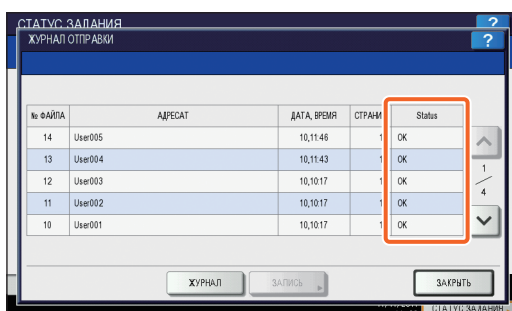 СТАТУС ЗАДАНИЯ ?
ЖУРНАЛ ОТПРАВКИ ?
№ ФАЙЛА АДРЕСАТ ДАТА, ВРЕМЯ СТРАНИ Status
14 User005 10,11:46 1 OK
13 User004 10,11:43 1 OK
12 User003 10,10:17 1 OK
11 User002 10,10:17 1 OK
10 User001 10,10:17 1 OK
1
4
ЖУРНАЛ ЗАПИСЬ ЗАКРЫТЬ
СТАТУС ЗАДАНИЯ